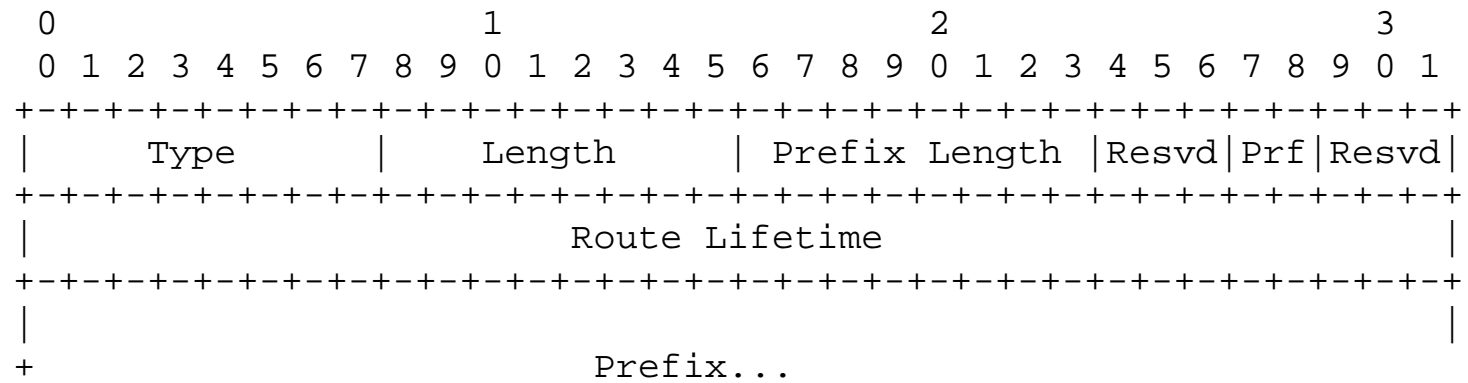 0                   1                   2                   3
 0 1 2 3 4 5 6 7 8 9 0 1 2 3 4 5 6 7 8 9 0 1 2 3 4 5 6 7 8 9 0 1
+-+-+-+-+-+-+-+-+-+-+-+-+-+-+-+-+-+-+-+-+-+-+-+-+-+-+-+-+-+-+-+-+
|     Type      |    Length     | Prefix Length |Resvd|Prf|Resvd|
+-+-+-+-+-+-+-+-+-+-+-+-+-+-+-+-+-+-+-+-+-+-+-+-+-+-+-+-+-+-+-+-+
|                        Route Lifetime                         |
+-+-+-+-+-+-+-+-+-+-+-+-+-+-+-+-+-+-+-+-+-+-+-+-+-+-+-+-+-+-+-+-+
|                                                               |
+                         Prefix...